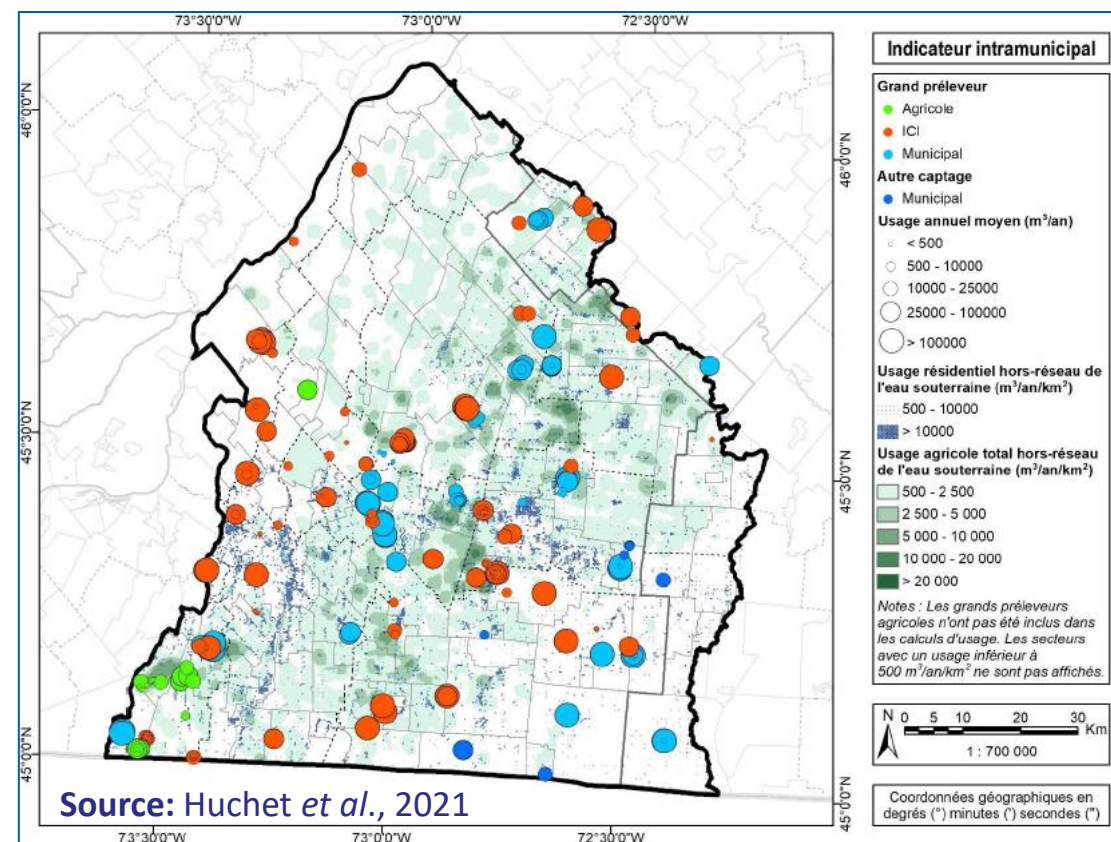 73°30'0"W 73°0'0"W 72°30'0"W
46°0'0"N
46°0'0"N
45°30'0"N
45°30'0"N
45°0'0"N
45°0'0"N
Source: Huchet et al., 2021
73°30'0"W 73°0'0"W 72°30'0"W
Indicateur intramunicipal
Grand préleveur
Agricole
ICI
Municipal
Autre captage
Municipal
Usage annuel moyen (m³/an)
< 500
500 - 10000
10000 - 25000
25000 - 100000
> 100000
Usage résidentiel hors-réseau de
l'eau souterraine (m³/an/km²)
500 - 10000
> 10000
Usage agricole total hors-réseau
de l'eau souterraine (m³/an/km²)
500 - 2 500
2 500 - 5 000
5 000 - 10 000
10 000 - 20 000
> 20 000
Notes : Les grands préleveurs
agricoles n'ont pas été inclus dans
les calculs d'usage. Les secteurs
avec un usage inférieur à
500 m³/an/km² ne sont pas affichés.
N 0 5 10 20 30
Km
1 : 700 000
Coordonnées géographiques en
degrés (°) minutes (') secondes (")